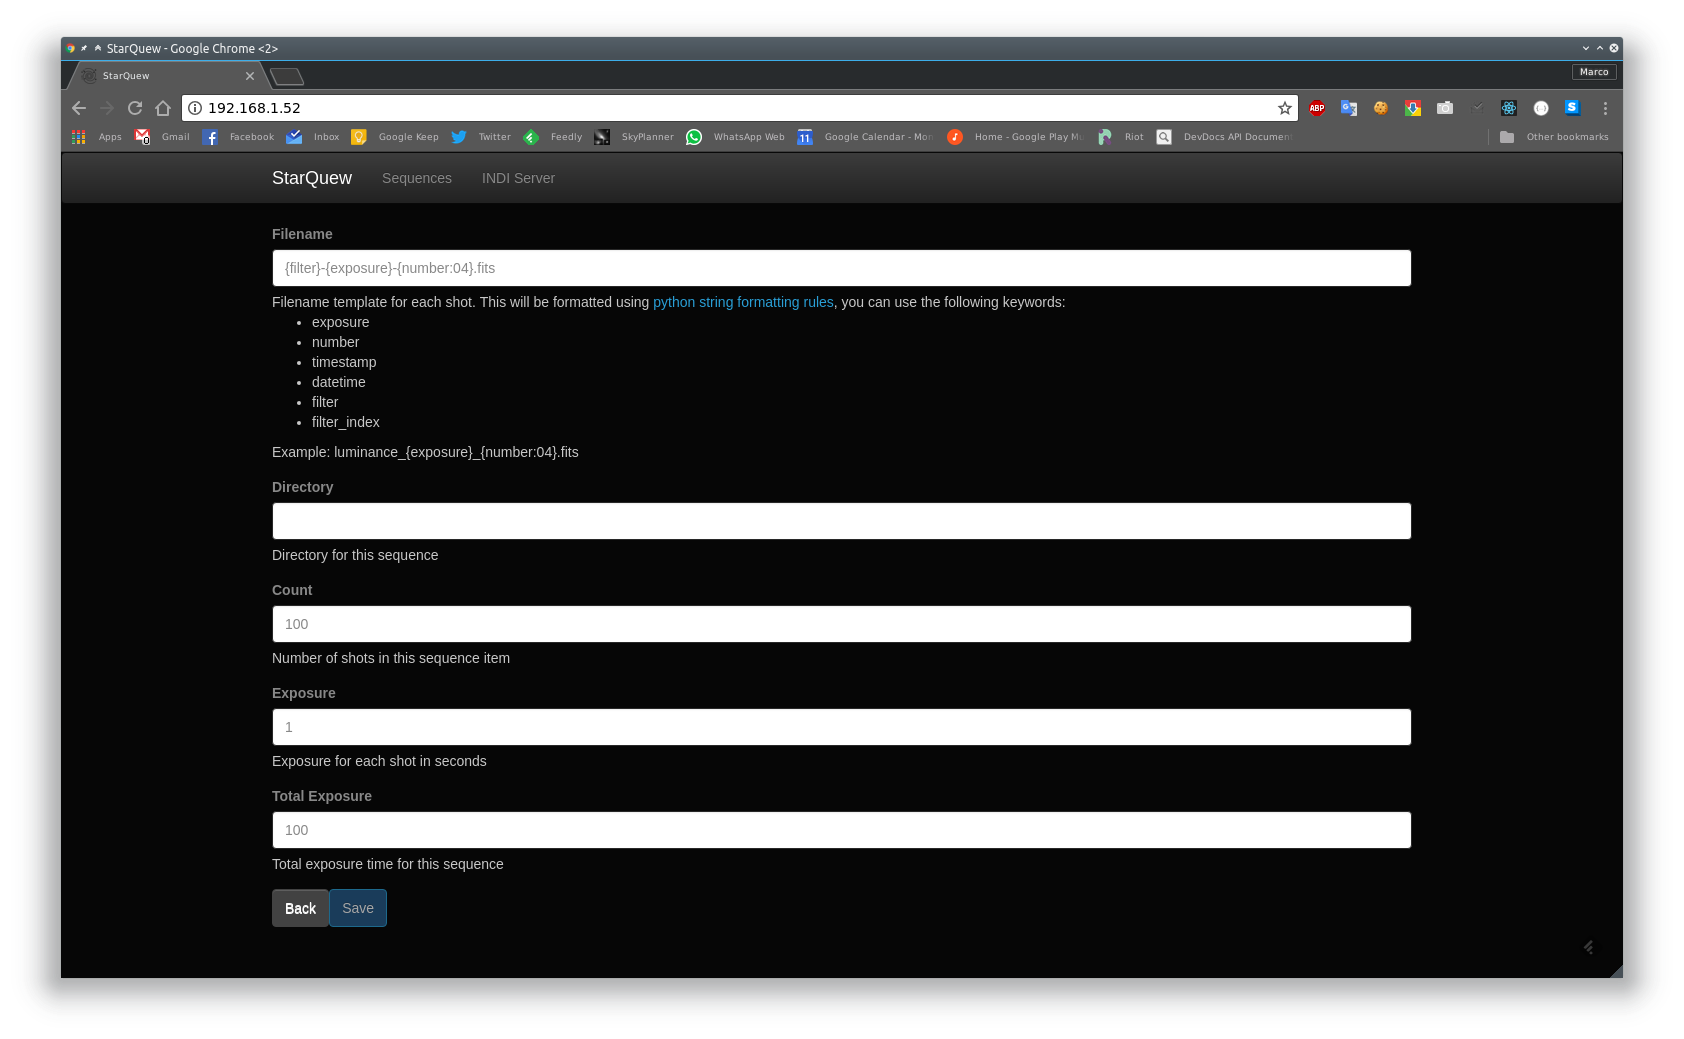 StarQuew - Google Chrome <2>
StarQuew
Marco
192.168.1.52
ABP
Apps Gmail Facebook Inbox Google Keep Twitter Feedly SkyPlanner WhatsApp Web 11 Google Calendar - Mon Home - Google Play Mu Riot DevDocs API Document Other bookmarks
StarQuew Sequences INDI Server
Filename
{filter}-{exposure}-{number:04}.fits
Filename template for each shot. This will be formatted using python string formatting rules, you can use the following keywords:
• exposure
• number
• timestamp
• datetime
• filter
• filter_index
Example: luminance_{exposure}_{number:04}.fits
Directory
Directory for this sequence
Count
100
Number of shots in this sequence item
Exposure
1
Exposure for each shot in seconds
Total Exposure
100
Total exposure time for this sequence
Back Save